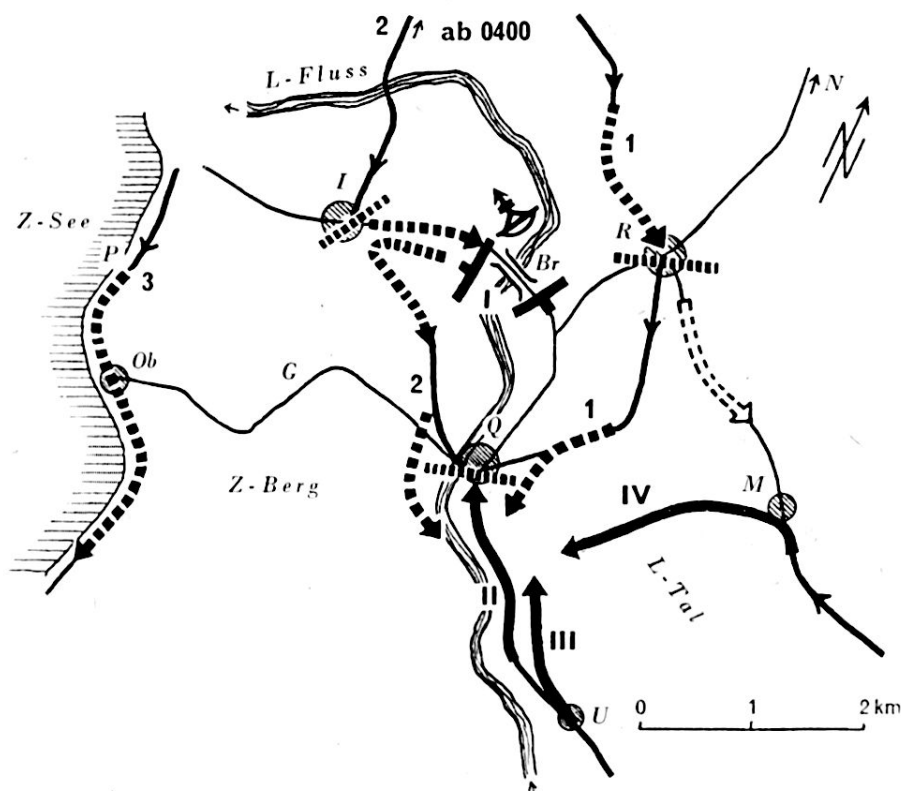 2 ab 0400
L-Fluss
N
1
I
Z-See
R
P
Br
3
I
Ob
G
2
1
Q
Z-Berg
IV
M
L-Tal
II
III
U
0 1 2 km